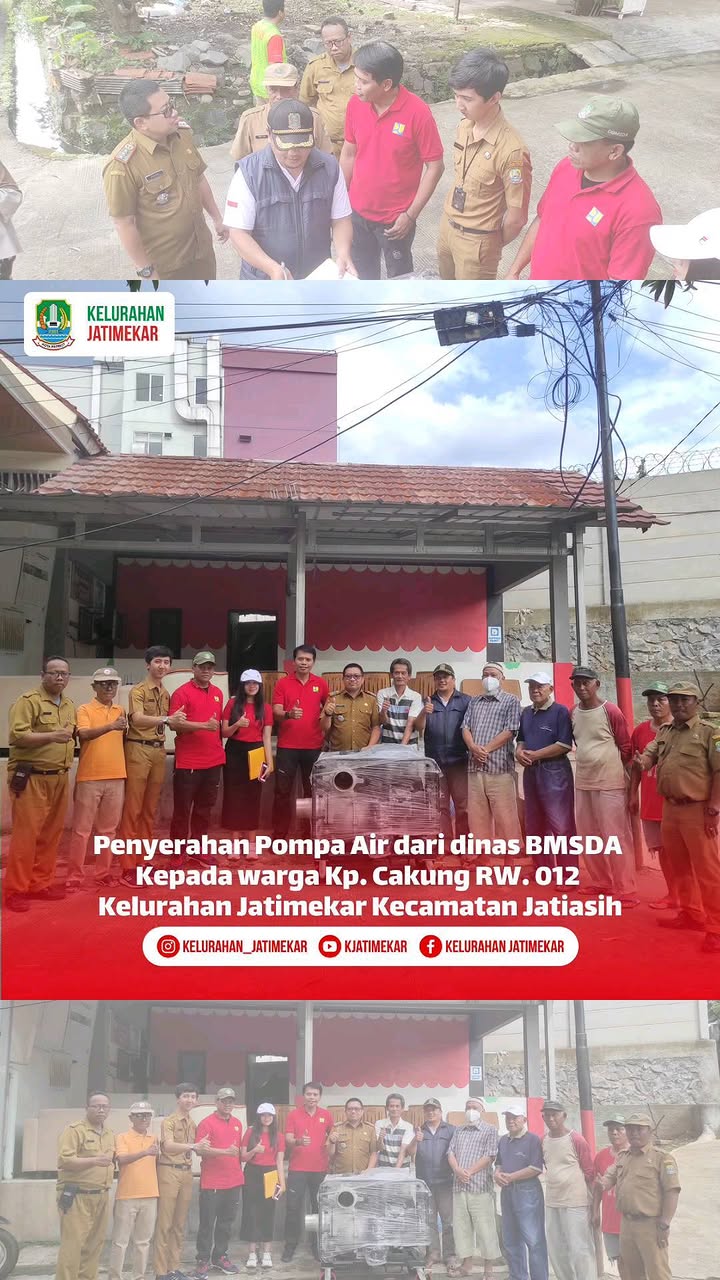 KELURAHAN
JATIMEKAR
Penyerahan Pompa Air dari dinas BMSDA
Kepada warga Kp. Cakung RW. 012
Kelurahan Jatimekar Kecamatan Jatiasih
KELURAHAN_JATIMEKAR KJATIMEKAR KELURAHAN JATIMEKAR